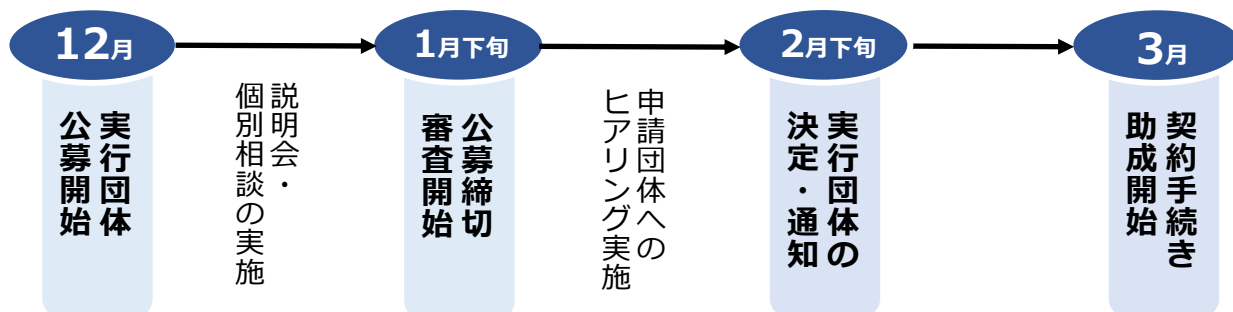 12月
実行団体
公募開始
説明会・
個別相談の実施
1月下旬
公募締切
審査開始
申請団体への
ヒアリング実施
2月下旬
実行団体の
決定・通知
3月
契約手続き
助成開始